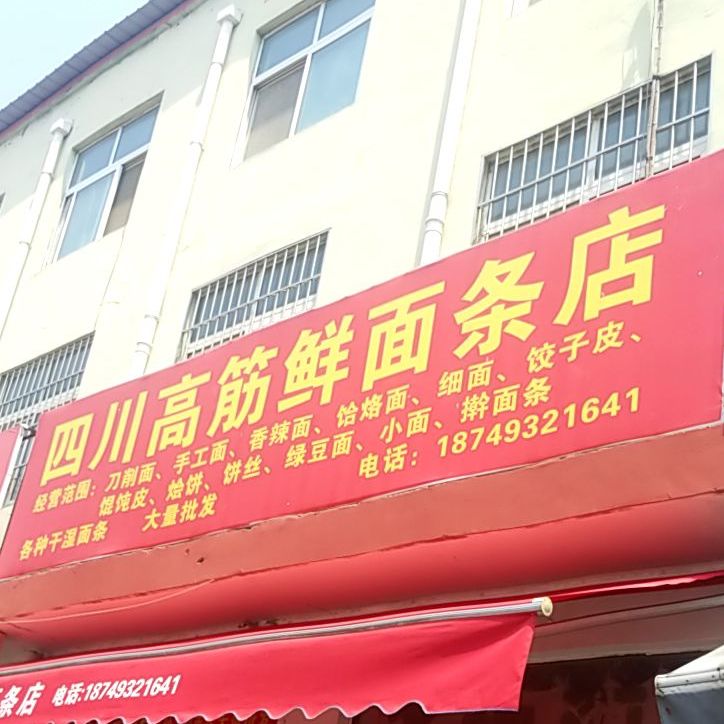 四川高筋鲜面条店
经营范围：刀削面、手工面、香辣面、饸烙面、细面、饺子皮、
馄饨皮、烩饼、饼丝、绿豆面、小面、擀面条
各种干湿面条 大量批发 电话：18749321641
条店 电话:18749321641